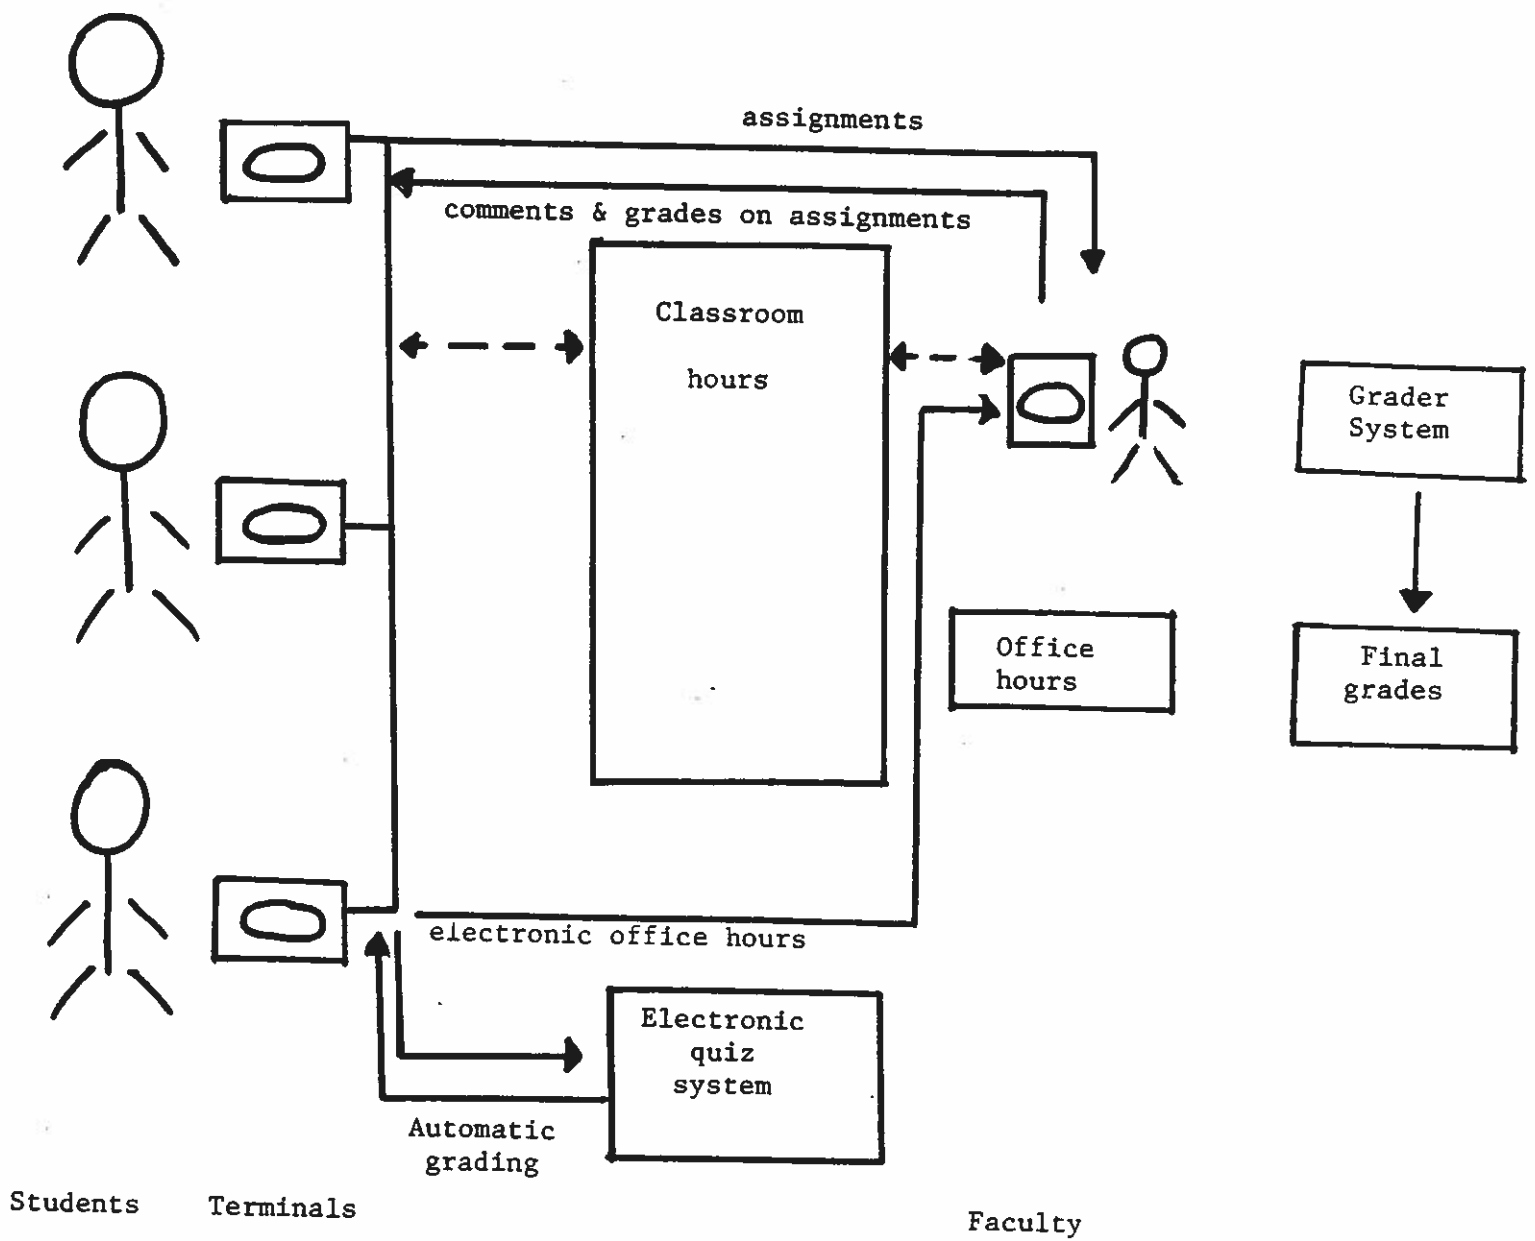 assignments
comments & grades on assignments
Classroom
hours
Grader
System
Office
hours
Final
grades
electronic office hours
Electronic
quiz
system
Automatic
grading
Students
Terminals
Faculty